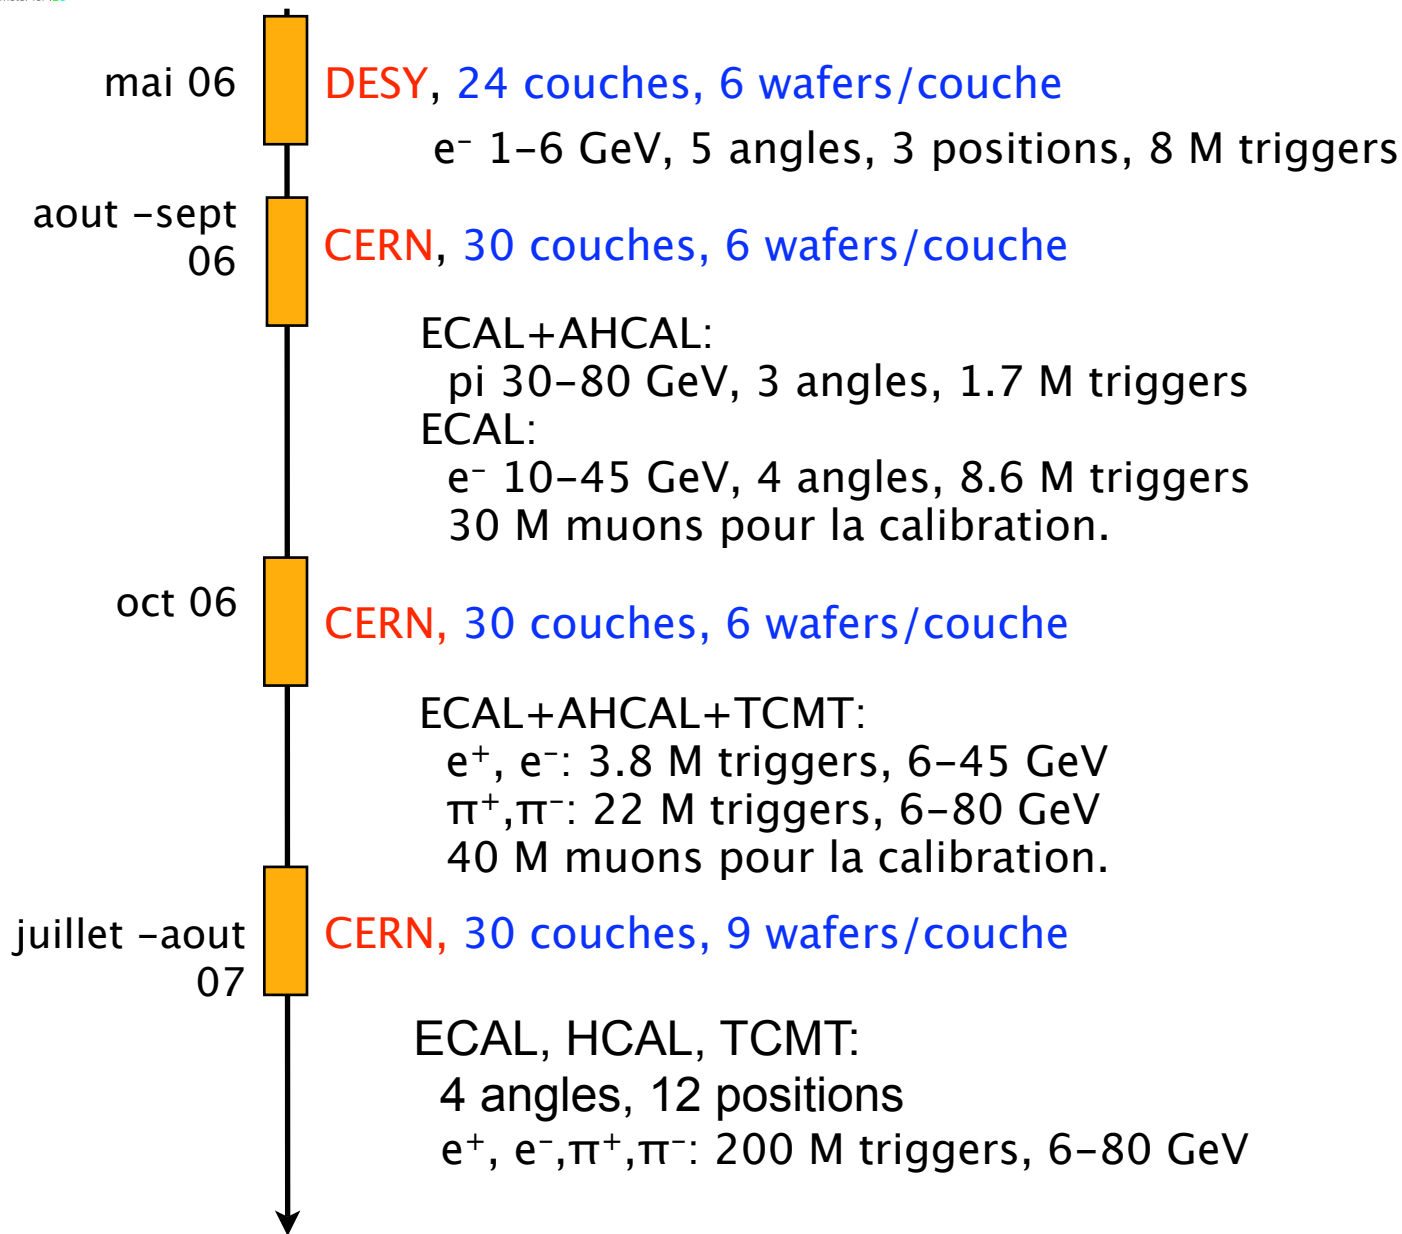 mai 06
DESY, 24 couches, 6 wafers/couche
e⁻ 1–6 GeV, 5 angles, 3 positions, 8 M triggers
aout –sept
06
CERN, 30 couches, 6 wafers/couche
ECAL+AHCAL:
pi 30–80 GeV, 3 angles, 1.7 M triggers
ECAL:
e⁻ 10–45 GeV, 4 angles, 8.6 M triggers
30 M muons pour la calibration.
oct 06
CERN, 30 couches, 6 wafers/couche
ECAL+AHCAL+TCMT:
e⁺, e⁻: 3.8 M triggers, 6–45 GeV
π⁺,π⁻: 22 M triggers, 6–80 GeV
40 M muons pour la calibration.
juillet –aout
07
CERN, 30 couches, 9 wafers/couche
ECAL, HCAL, TCMT:
4 angles, 12 positions
e⁺, e⁻,π⁺,π⁻: 200 M triggers, 6–80 GeV